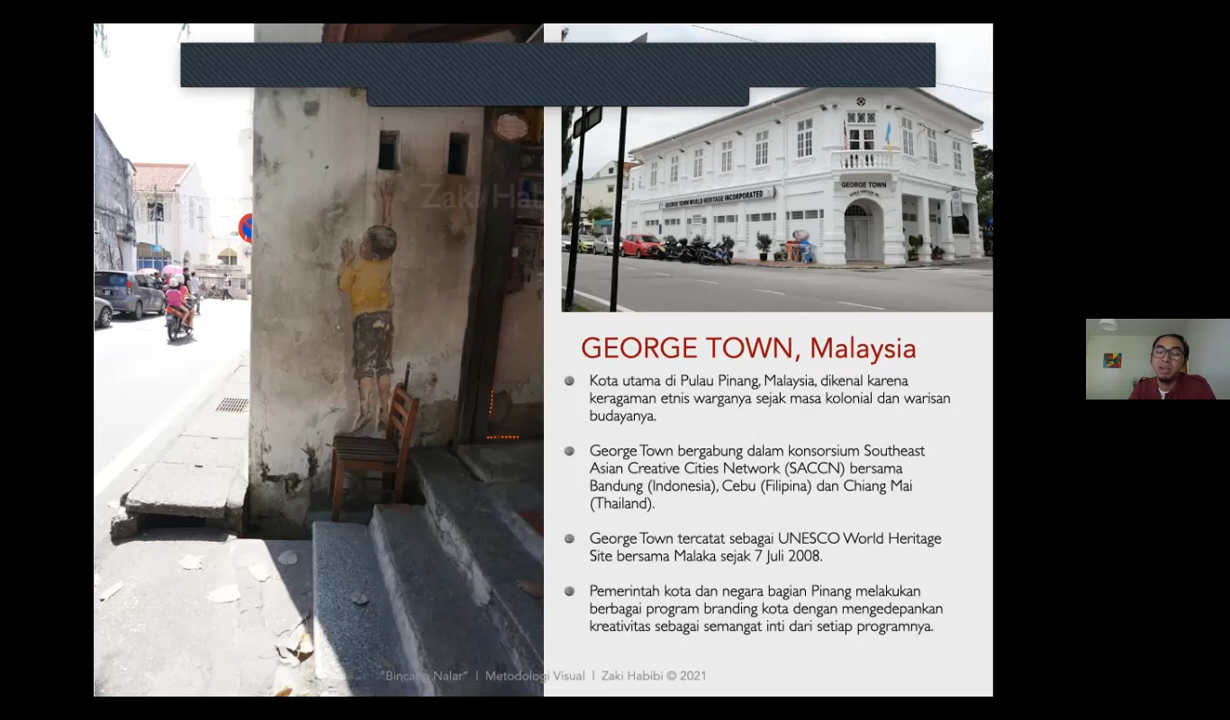 Zaki Habi
GEORGE TOWN WORLD HERITAGE INCORPORATED
GEORGE TOWN
GEORGE TOWN, Malaysia
Kota utama di Pulau Pinang, Malaysia, dikenal karena
keragaman etnis warganya sejak masa kolonial dan warisan
budayanya.
George Town bergabung dalam konsorsium Southeast
Asian Creative Cities Network (SACCN) bersama
Bandung (Indonesia), Cebu (Filipina) dan Chiang Mai
(Thailand).
George Town tercatat sebagai UNESCO World Heritage
Site bersama Malaka sejak 7 Juli 2008.
Pemerintah kota dan negara bagian Pinang melakukan
berbagai program branding kota dengan mengedepankan
kreativitas sebagai semangat inti dari setiap programnya.
"Bincang Nalar" | Metodologi Visual | Zaki Habibi © 2021